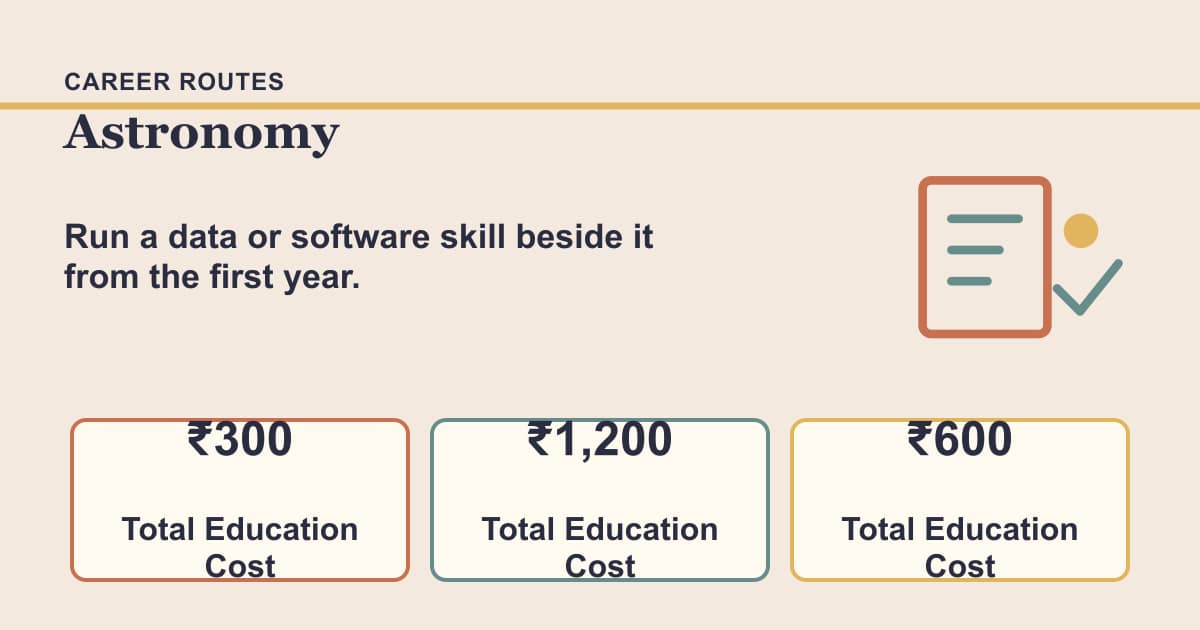 CAREER ROUTES
Astronomy
Run a data or software skill beside it
from the first year.
₹300
Total Education
Cost
₹1,200
Total Education
Cost
₹600
Total Education
Cost